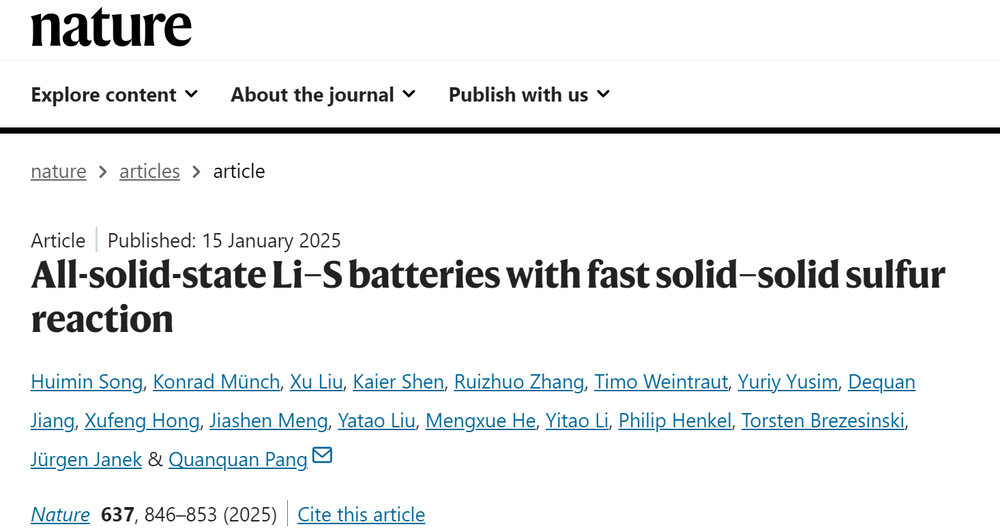 nature
Explore content About the journal Publish with us
nature > articles > article
Article | Published: 15 January 2025
All-solid-state Li–S batteries with fast solid–solid sulfur
reaction
Huimin Song, Konrad Münch, Xu Liu, Kaier Shen, Ruizhuo Zhang, Timo Weintraut, Yuriy Yusim, Dequan
Jiang, Xufeng Hong, Jiashen Meng, Yatao Liu, Mengxue He, Yitao Li, Philip Henkel, Torsten Brezesinski,
Jürgen Janek & Quanquan Pang
Nature 637, 846–853 (2025) | Cite this article